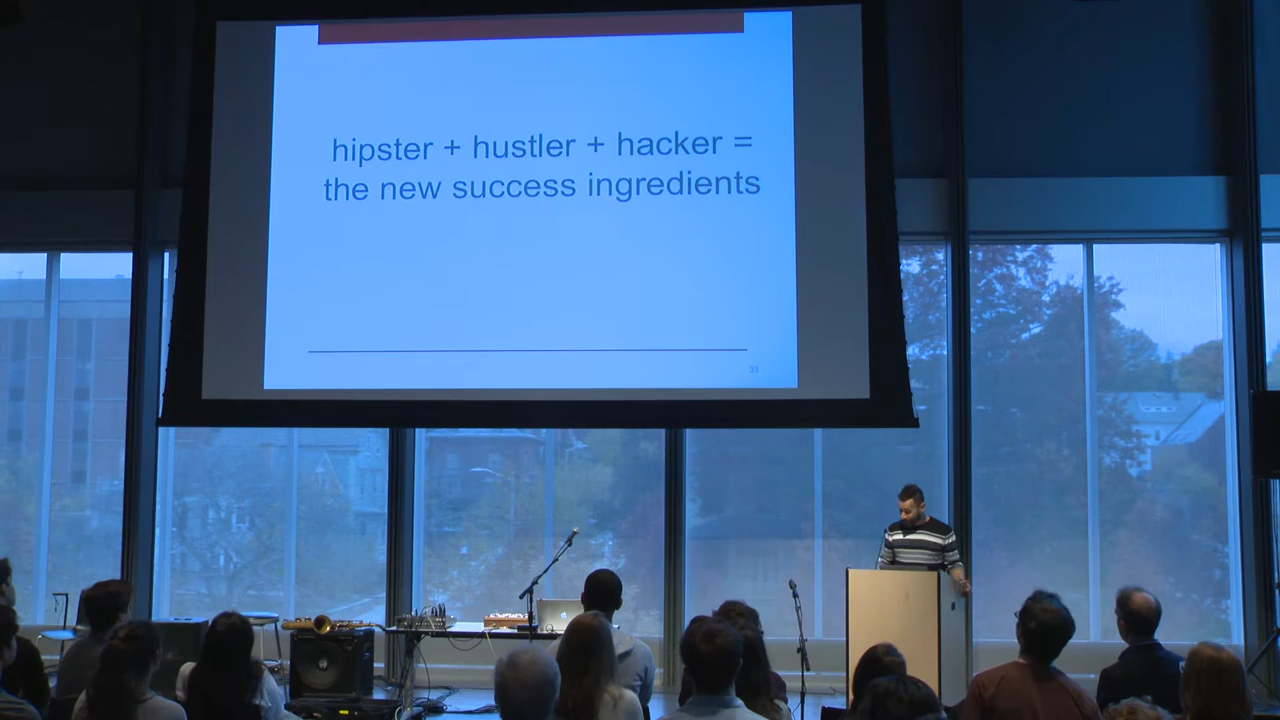 hipster + hustler + hacker =
the new success ingredients
33